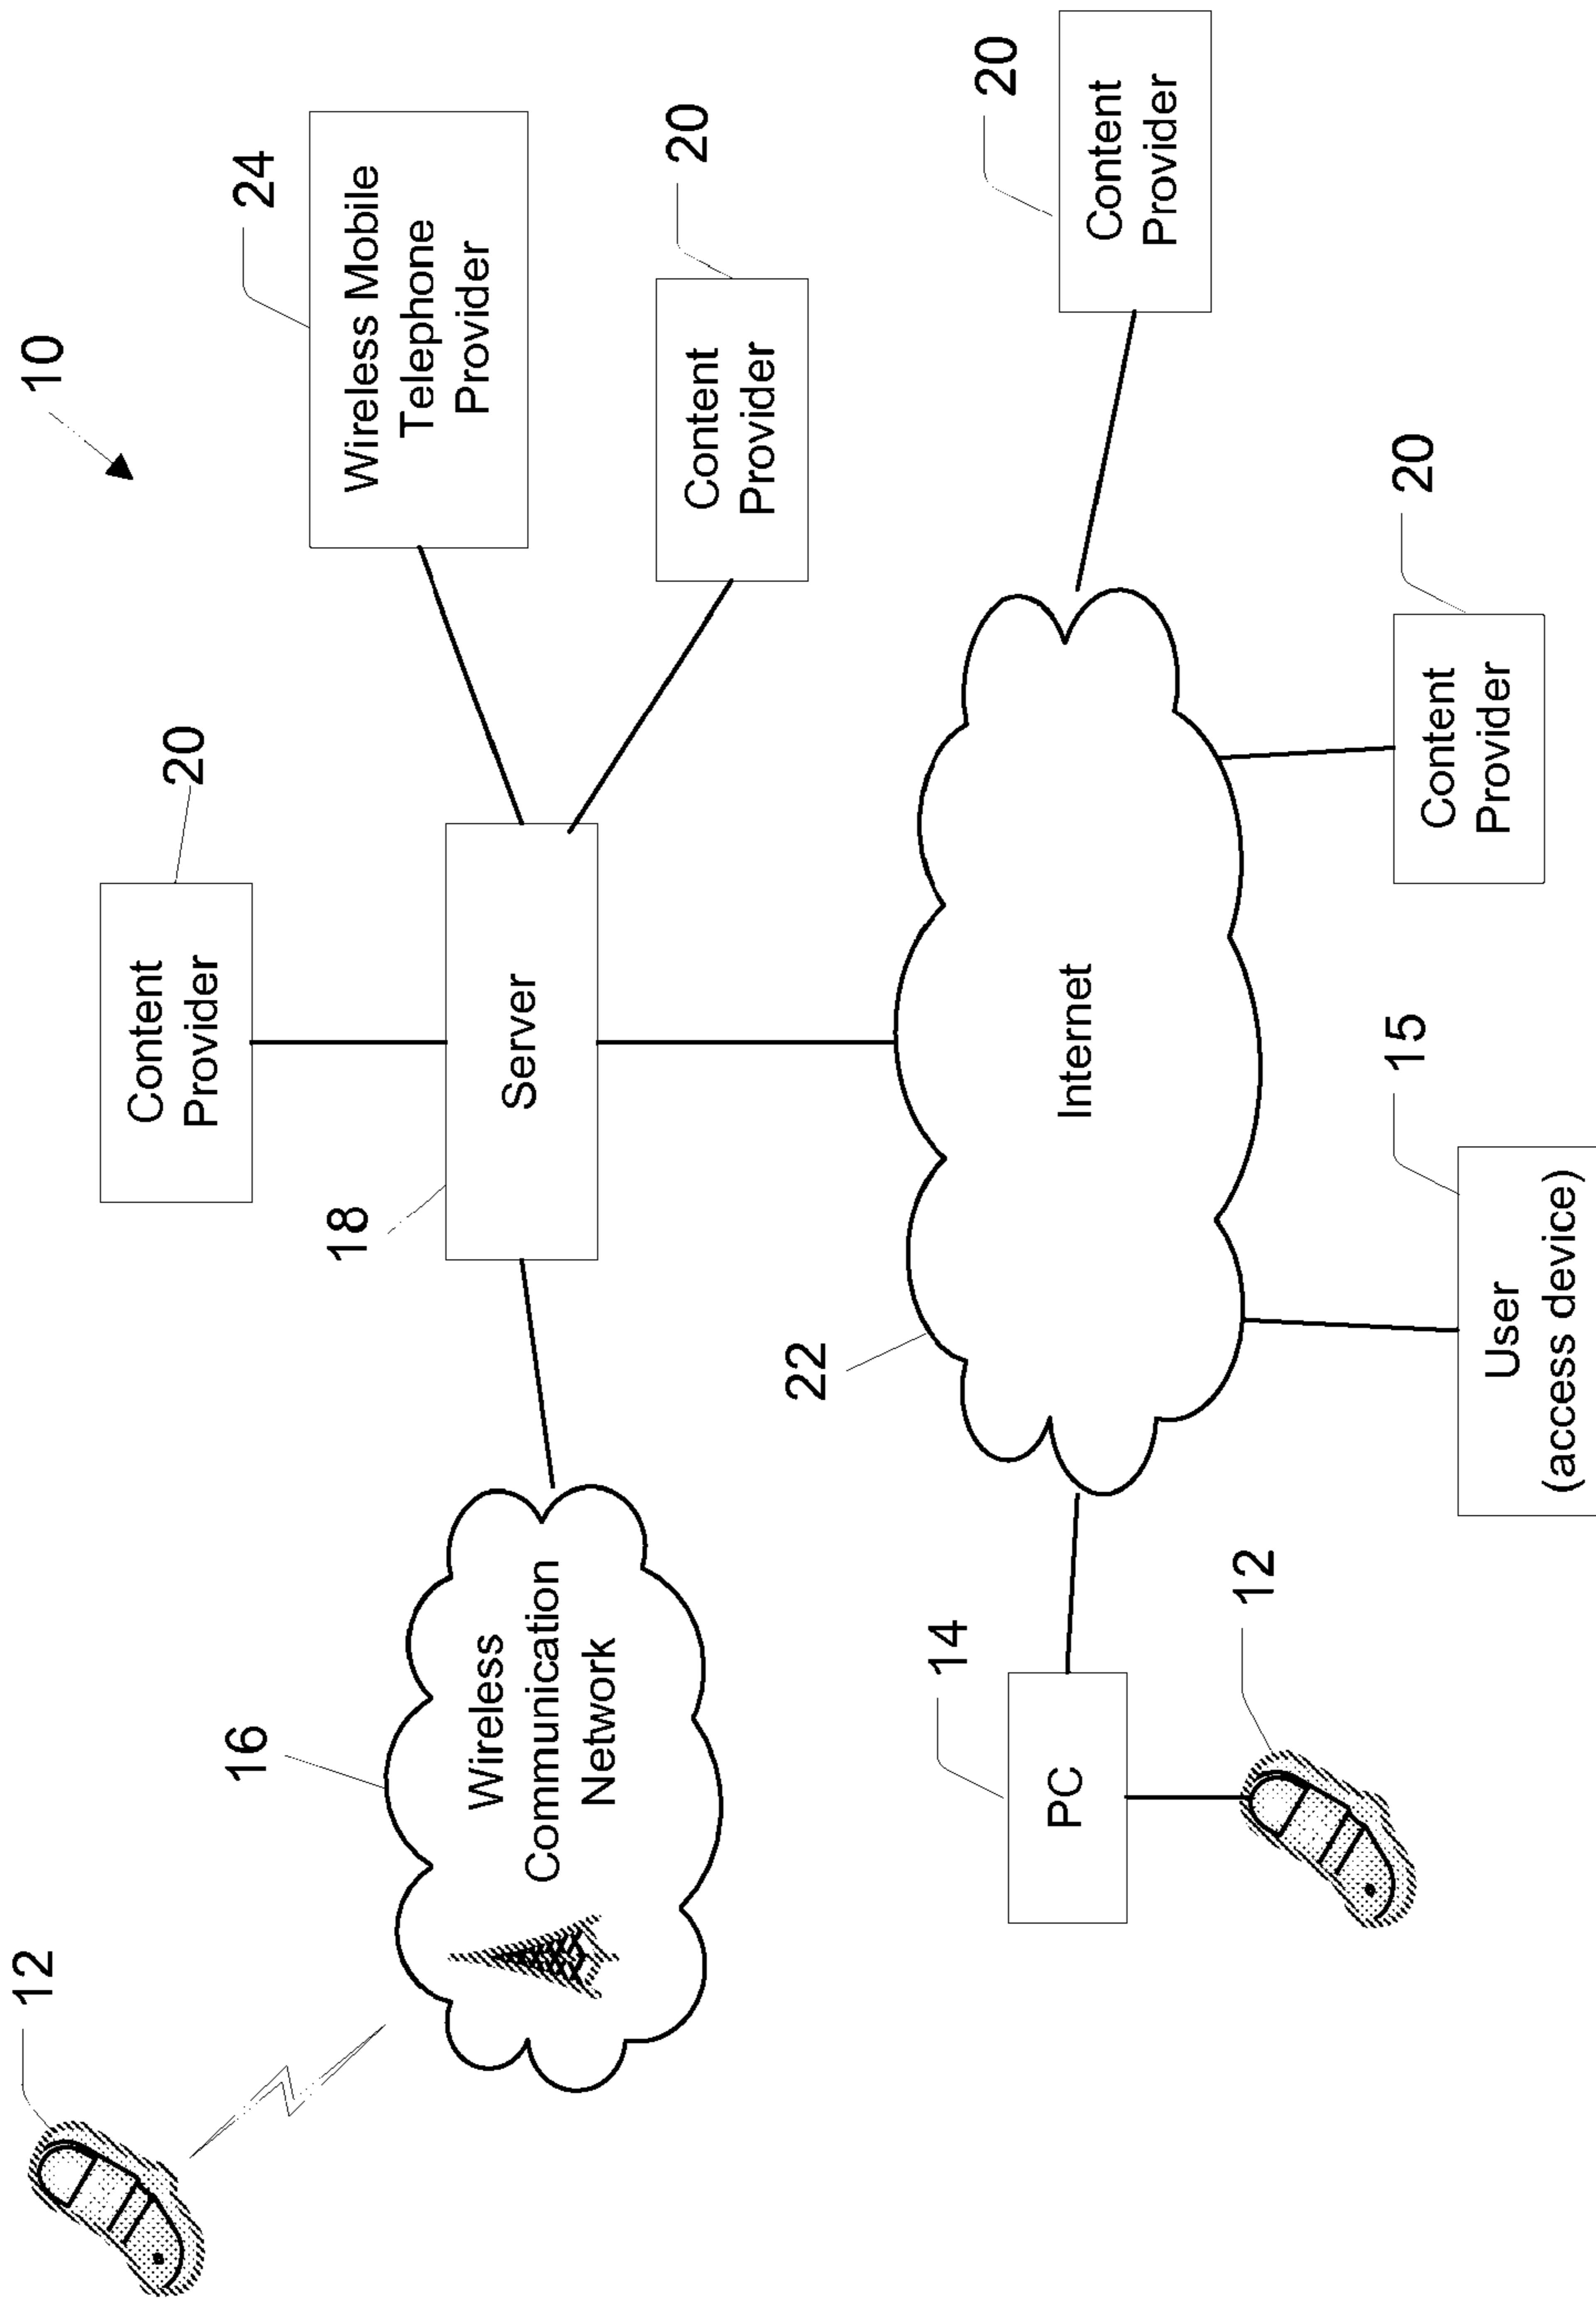 10
20
Content
Provider
24
Wireless Mobile
Telephone
Provider
12
18
Server
20
Content
Provider
16
Wireless
Communication
Network
22
Internet
20
Content
Provider
14
PC
12
15
User
(access device)
20
Content
Provider